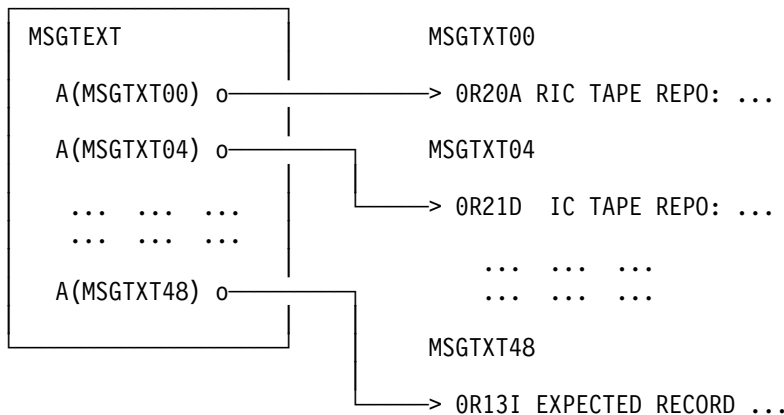 MSGTEXT MSGTXT00
A(MSGTXT00) o > 0R20A RIC TAPE REPO: ...
A(MSGTXT04) o MSGTXT04
... ... ... > 0R21D  IC TAPE REPO: ...
... ... ...
... ... ...
A(MSGTXT48) o ... ... ...
MSGTXT48
> 0R13I EXPECTED RECORD ...